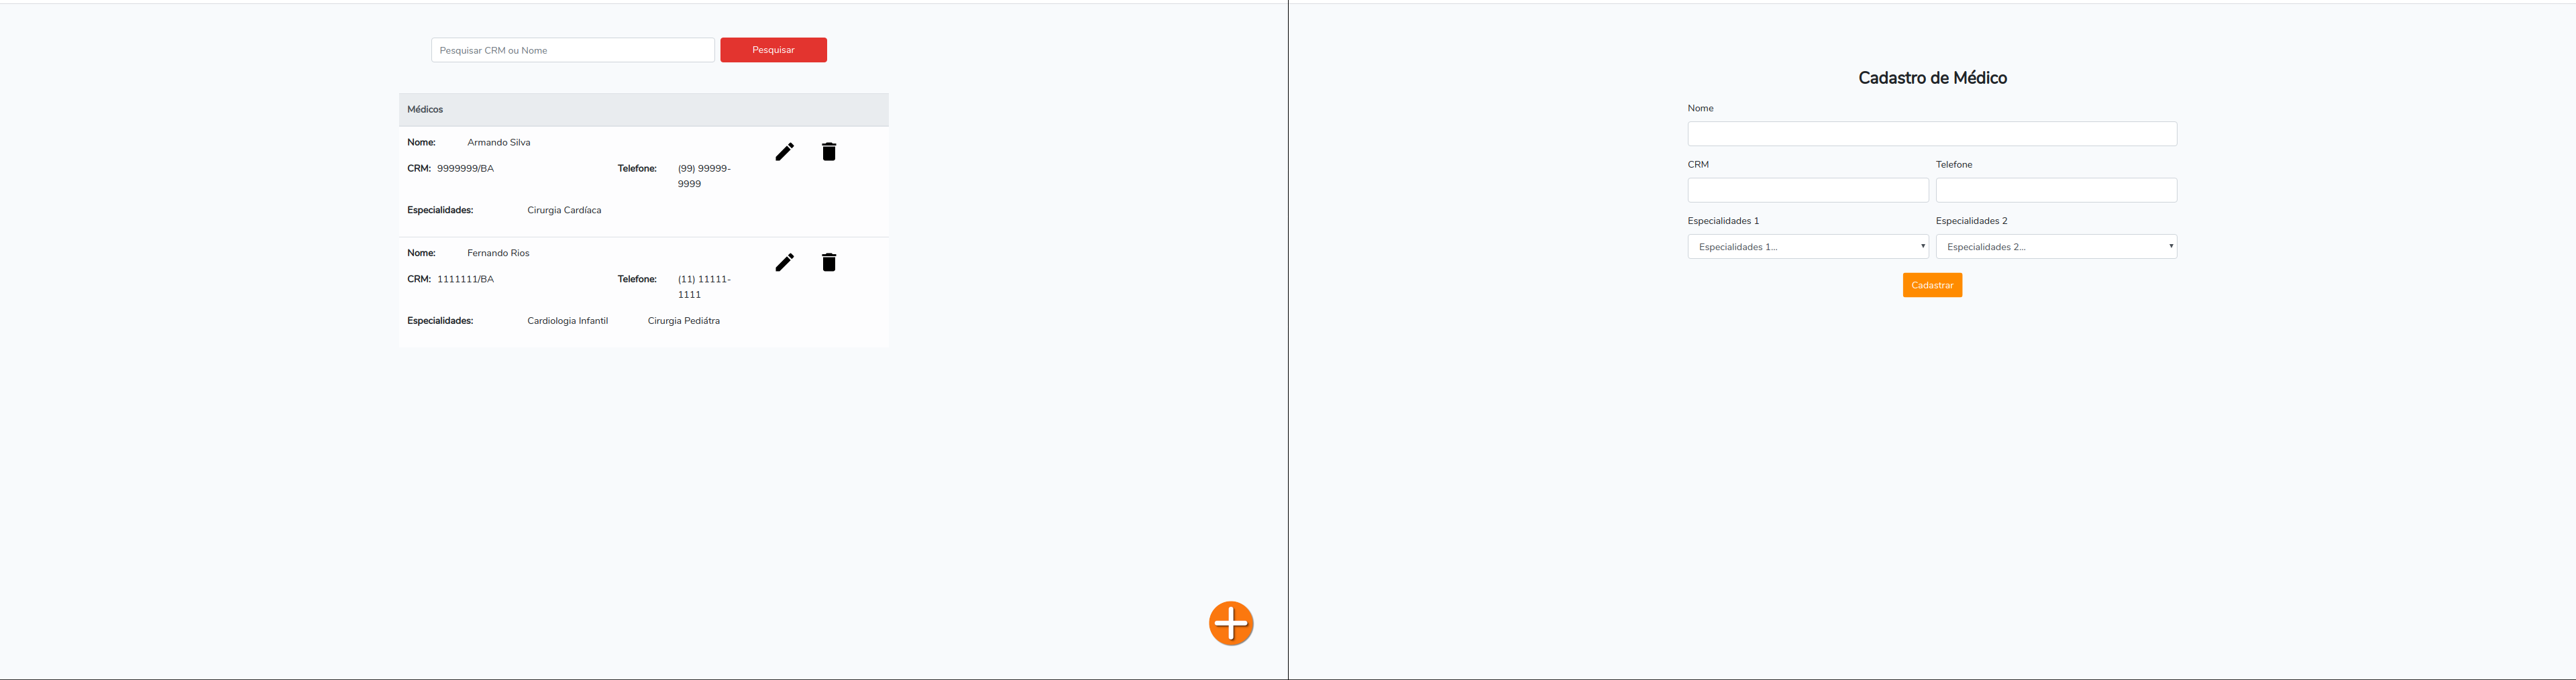 Pesquisar CRM ou Nome
Pesquisar
Médicos
Nome: Armando Silva
CRM: 9999999/BA Telefone: (99) 99999-
9999
Especialidades: Cirurgia Cardíaca
Nome: Fernando Rios
CRM: 1111111/BA Telefone: (11) 11111-
1111
Especialidades: Cardiologia Infantil Cirurgia Pediátra
Cadastro de Médico
Nome
CRM Telefone
Especialidades 1 Especialidades 2
Especialidades 1... Especialidades 2...
Cadastrar